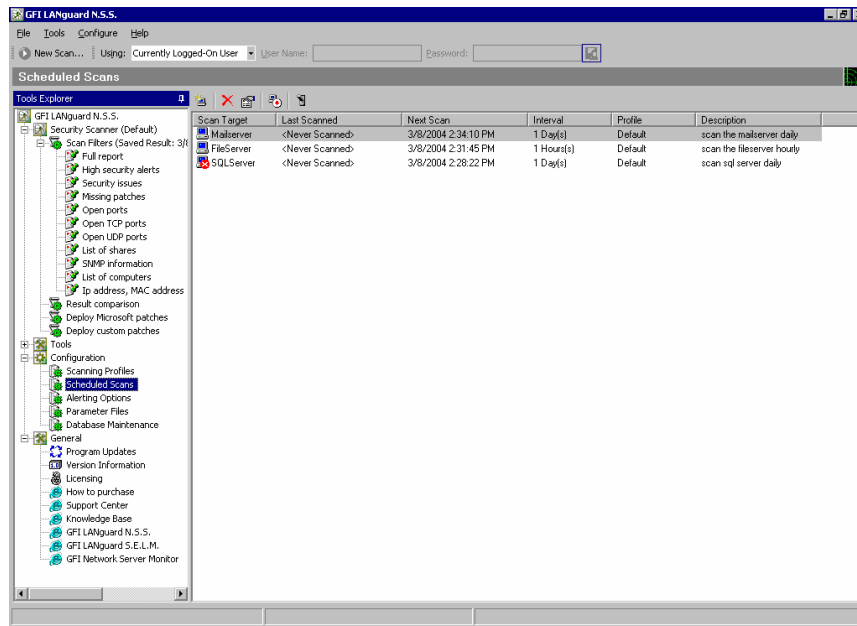 GFI LANguard N.S.S.
File Tools Configure Help
New Scan... Using: Currently Logged-On User User Name: Password:
Scheduled Scans
Tools Explorer
GFI LANguard N.S.S.
Security Scanner (Default)
Scan Filters (Saved Result: 3/8
Full report
High security alerts
Security issues
Missing patches
Open ports
Open TCP ports
Open UDP ports
List of shares
SNMP information
List of computers
Ip address, MAC address
Result comparison
Deploy Microsoft patches
Deploy custom patches
Tools
Configuration
Scanning Profiles
Scheduled Scans
Alerting Options
Parameter Files
Database Maintenance
General
Program Updates
Version Information
Licensing
How to purchase
Support Center
Knowledge Base
GFI LANguard N.S.S.
GFI LANguard S.E.L.M.
GFI Network Server Monitor
Scan Target Last Scanned Next Scan Interval Profile Description
Mailserver <Never Scanned> 3/8/2004 2:34:10 PM 1 Day(s) Default scan the mailserver daily
FileServer <Never Scanned> 3/8/2004 2:31:45 PM 1 Hours(s) Default scan the fileserver hourly
SQLServer <Never Scanned> 3/8/2004 2:28:22 PM 1 Day(s) Default scan sql server daily